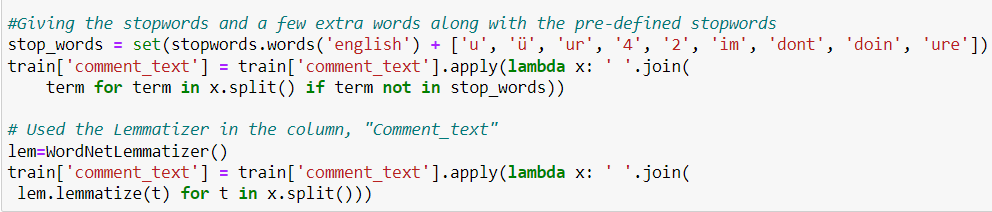 #Giving the stopwords and a few extra words along with the pre-defined stopwords
stop_words = set(stopwords.words('english') + ['u', 'ü', 'ur', '4', '2', 'im', 'dont', 'doin', 'ure'])
train['comment_text'] = train['comment_text'].apply(lambda x: ' '.join(
    term for term in x.split() if term not in stop_words))
# Used the Lemmatizer in the column, "Comment_text"
lem=WordNetLemmatizer()
train['comment_text'] = train['comment_text'].apply(lambda x: ' '.join(
 lem.lemmatize(t) for t in x.split()))